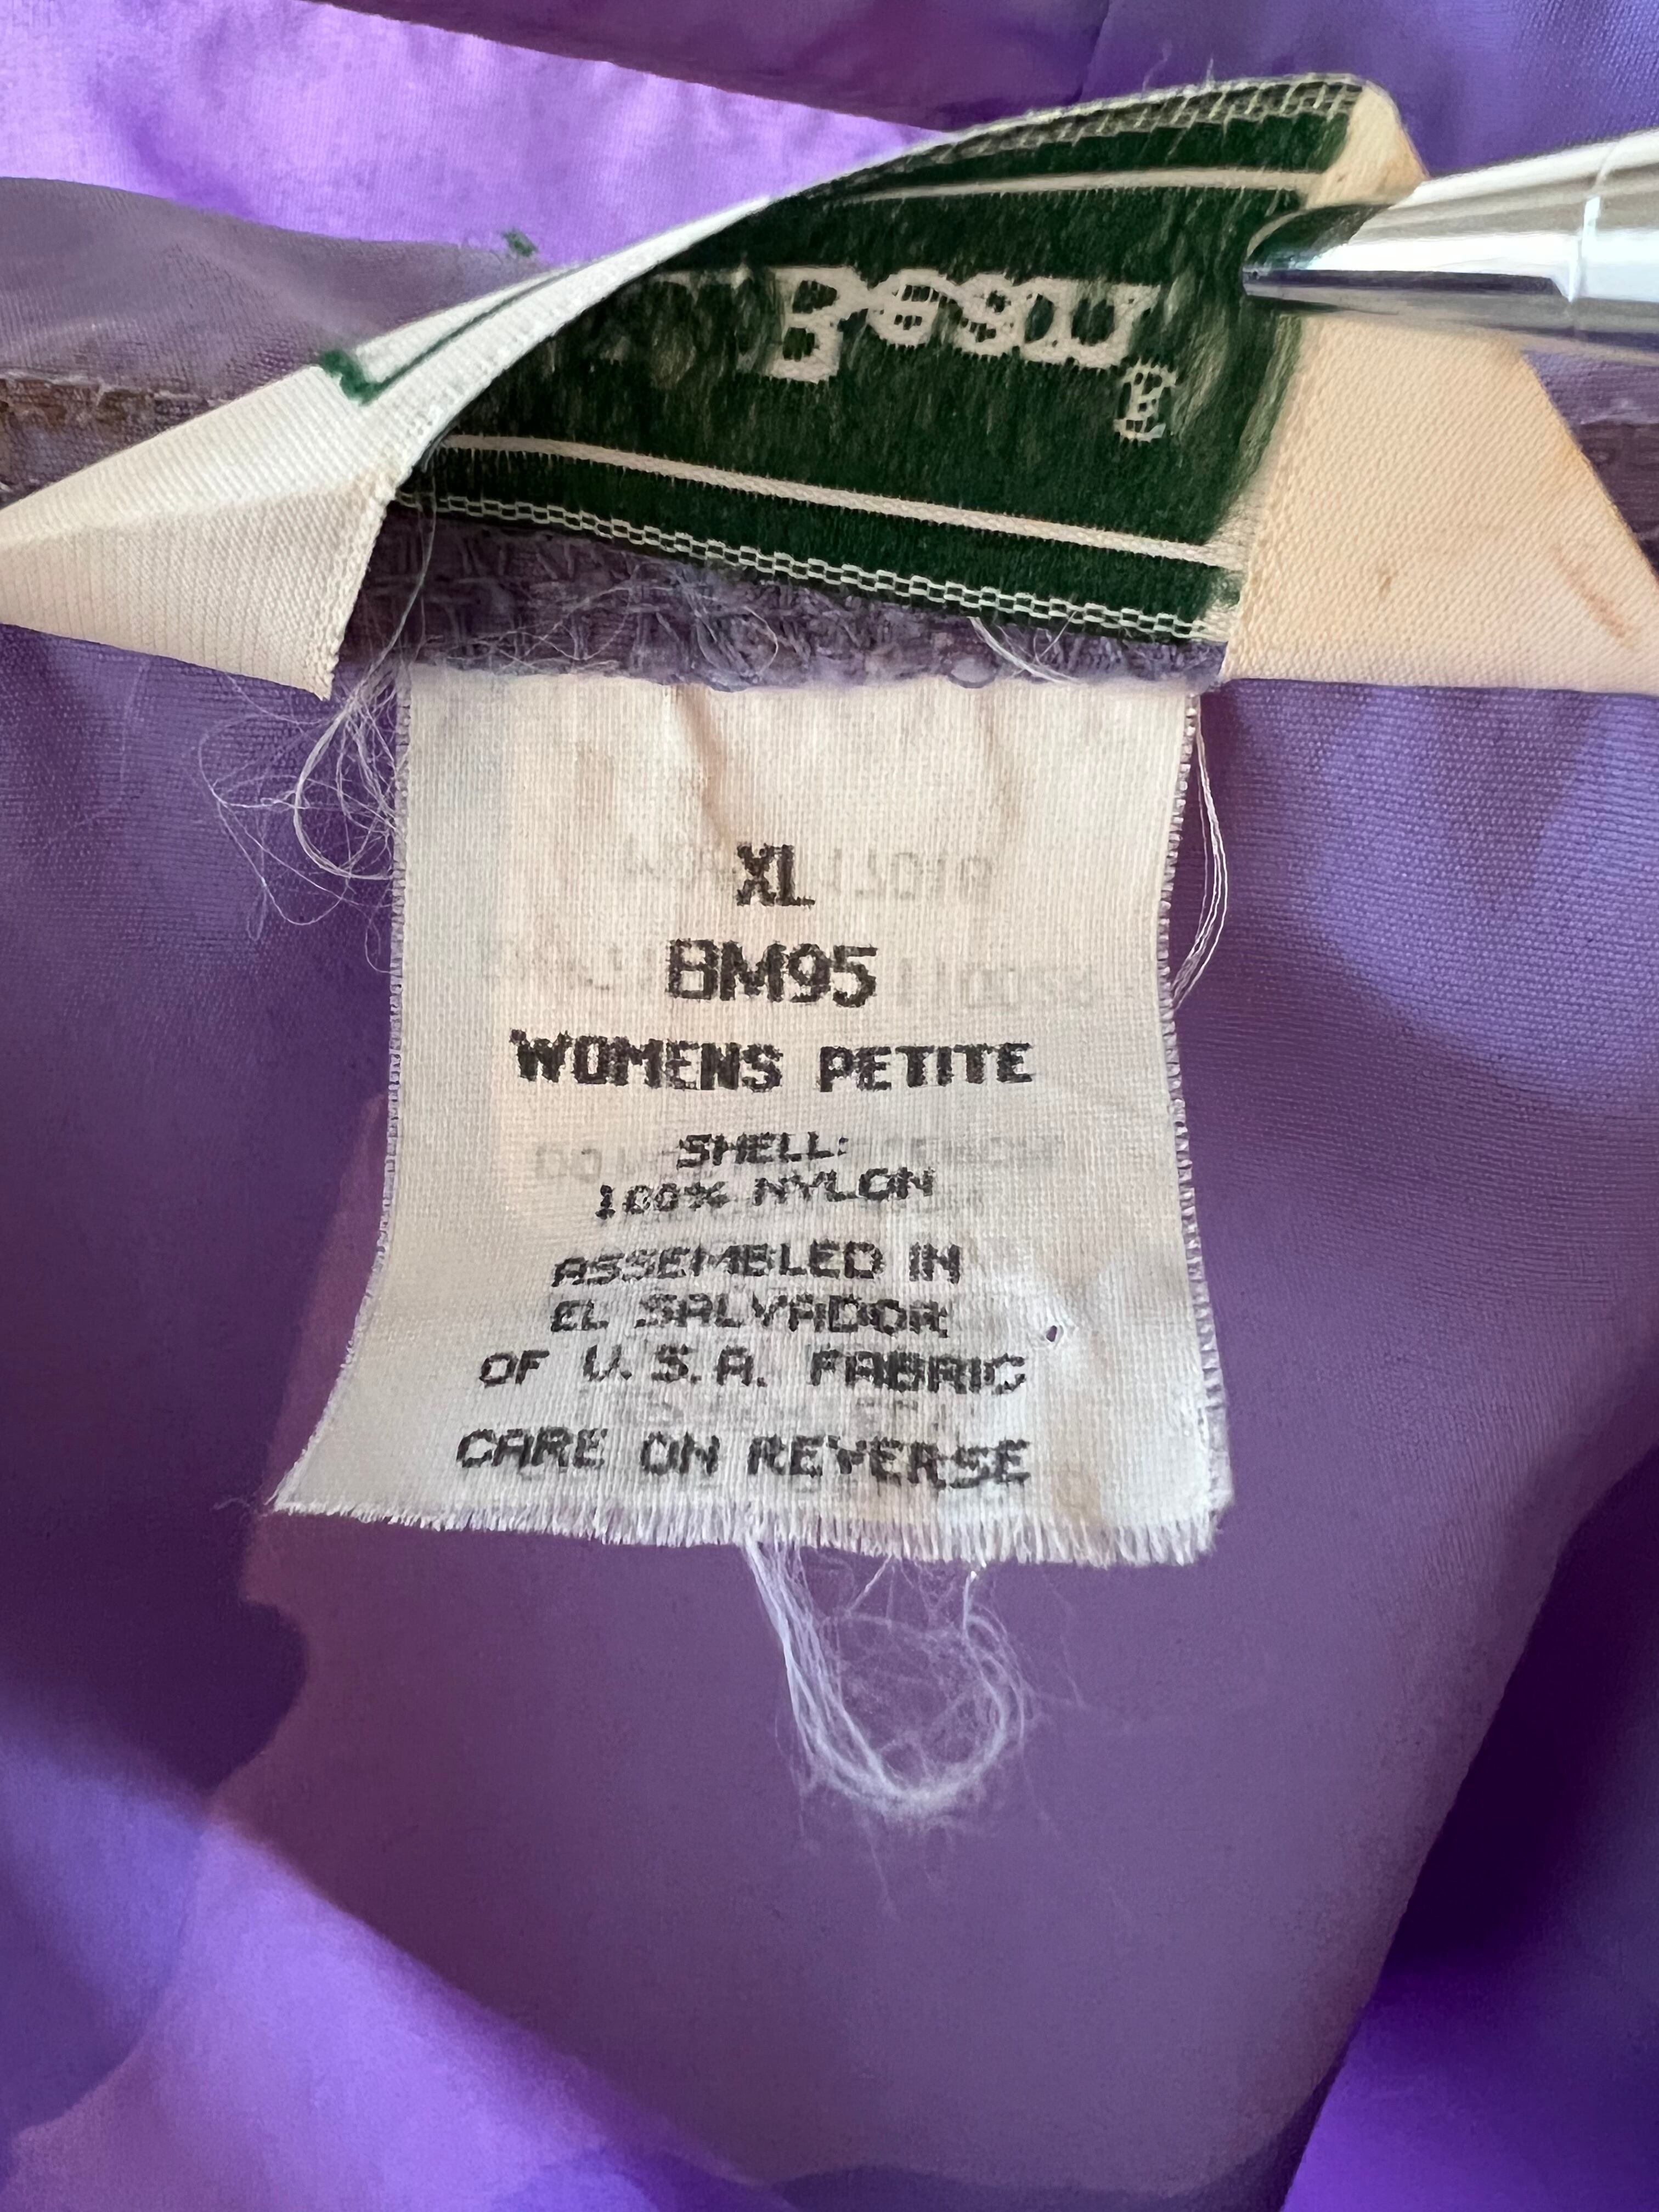 XL
BM95
WOMENS PETITE
SHELL:
100% NYLON
ASSEMBLED IN
EL SALVADOR
OF U.S.A. FABRIC
CARE ON REVERSE